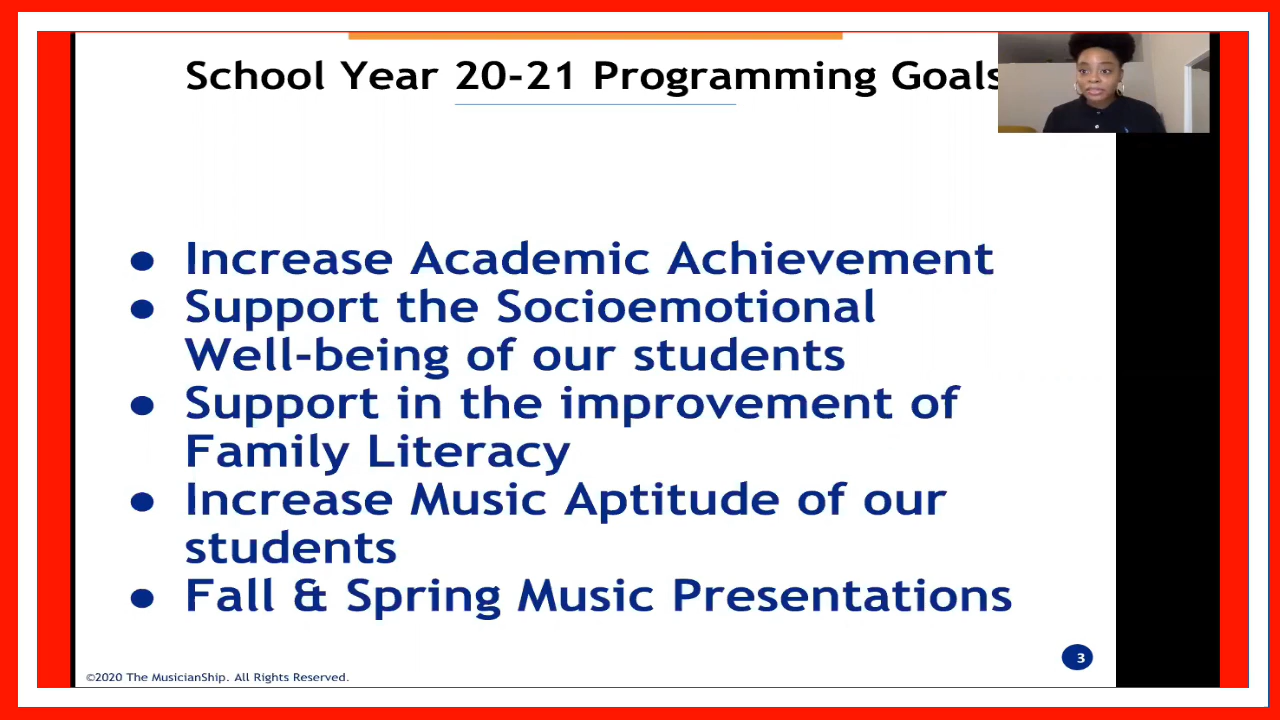 School Year 20-21 Programming Goals
● Increase Academic Achievement
● Support the Socioemotional
Well-being of our students
● Support in the improvement of
Family Literacy
● Increase Music Aptitude of our
students
● Fall & Spring Music Presentations
3
©2020 The MusicianShip. All Rights Reserved.